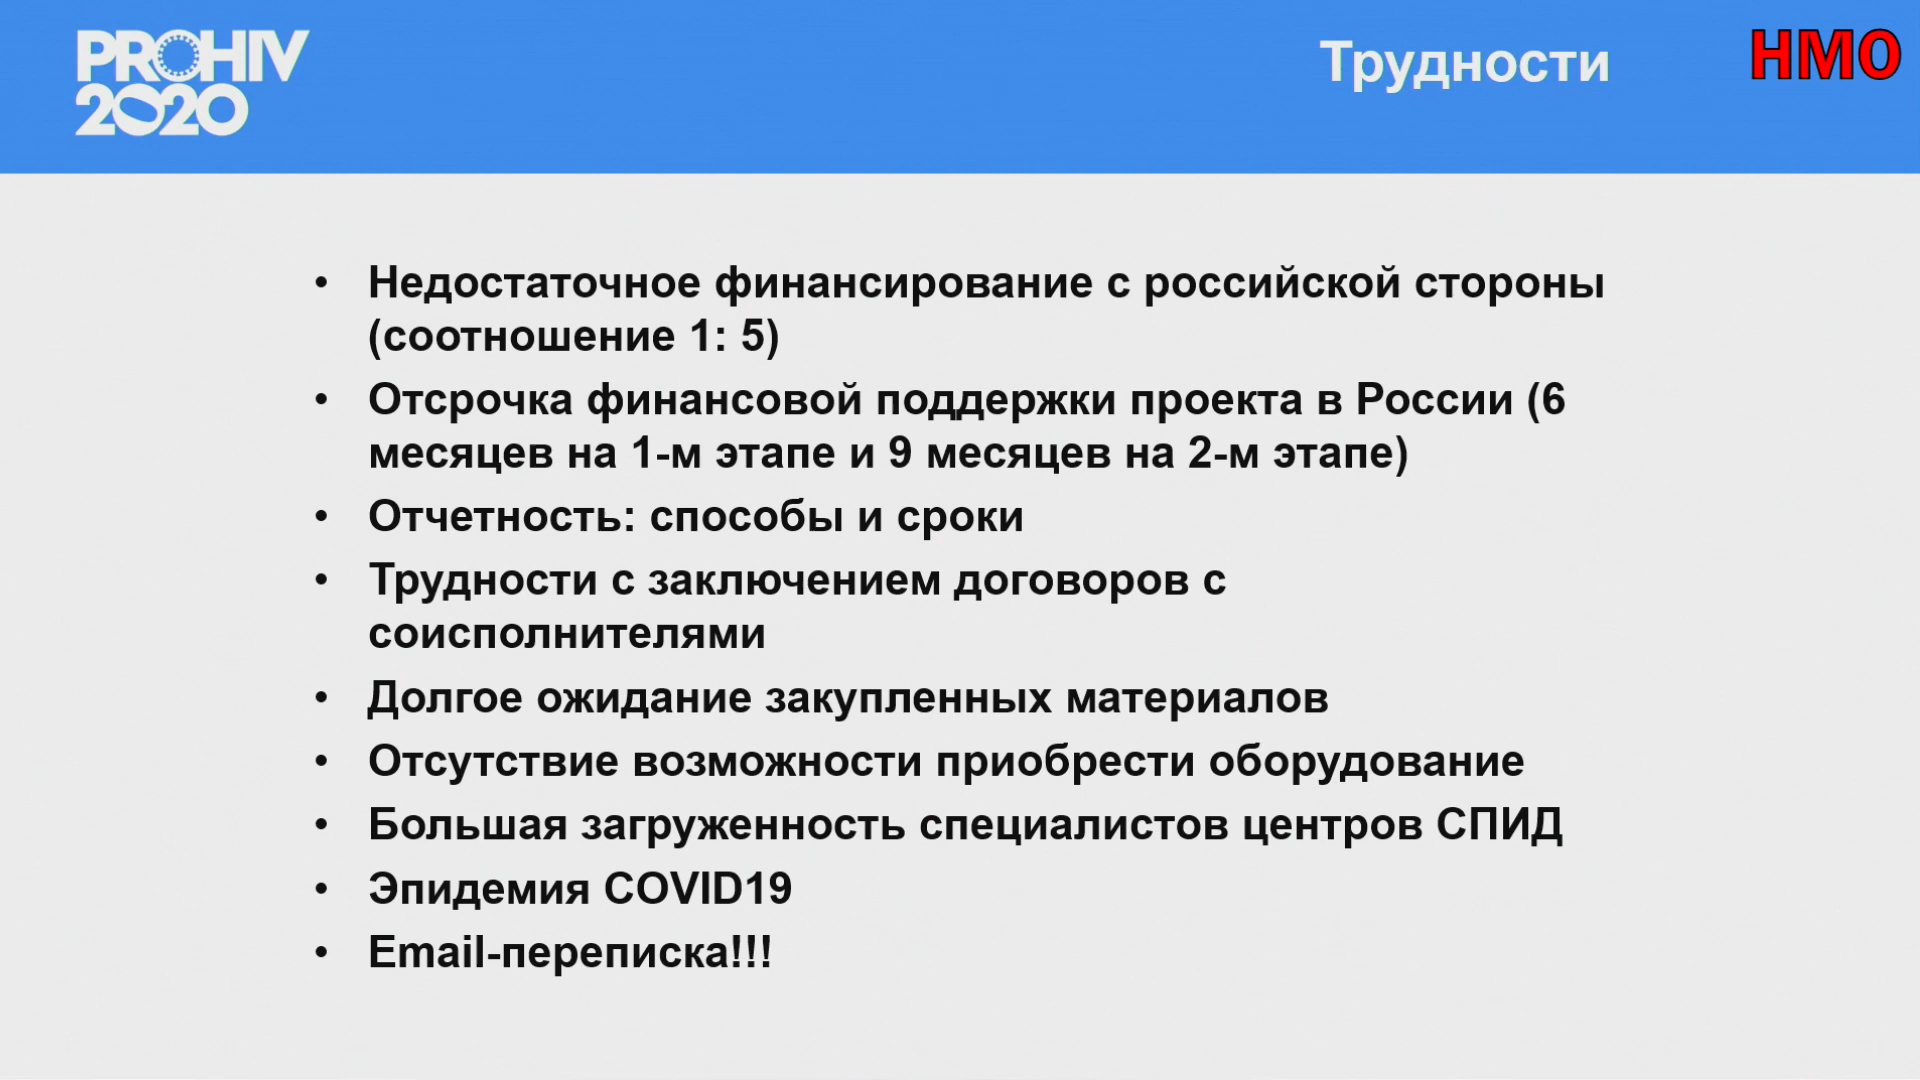 PROHIV
2020
Трудности
НМО
• Недостаточное финансирование с российской стороны
(соотношение 1: 5)
• Отсрочка финансовой поддержки проекта в России (6
месяцев на 1-м этапе и 9 месяцев на 2-м этапе)
• Отчетность: способы и сроки
• Трудности с заключением договоров с
соисполнителями
• Долгое ожидание закупленных материалов
• Отсутствие возможности приобрести оборудование
• Большая загруженность специалистов центров СПИД
• Эпидемия COVID19
• Email-переписка!!!